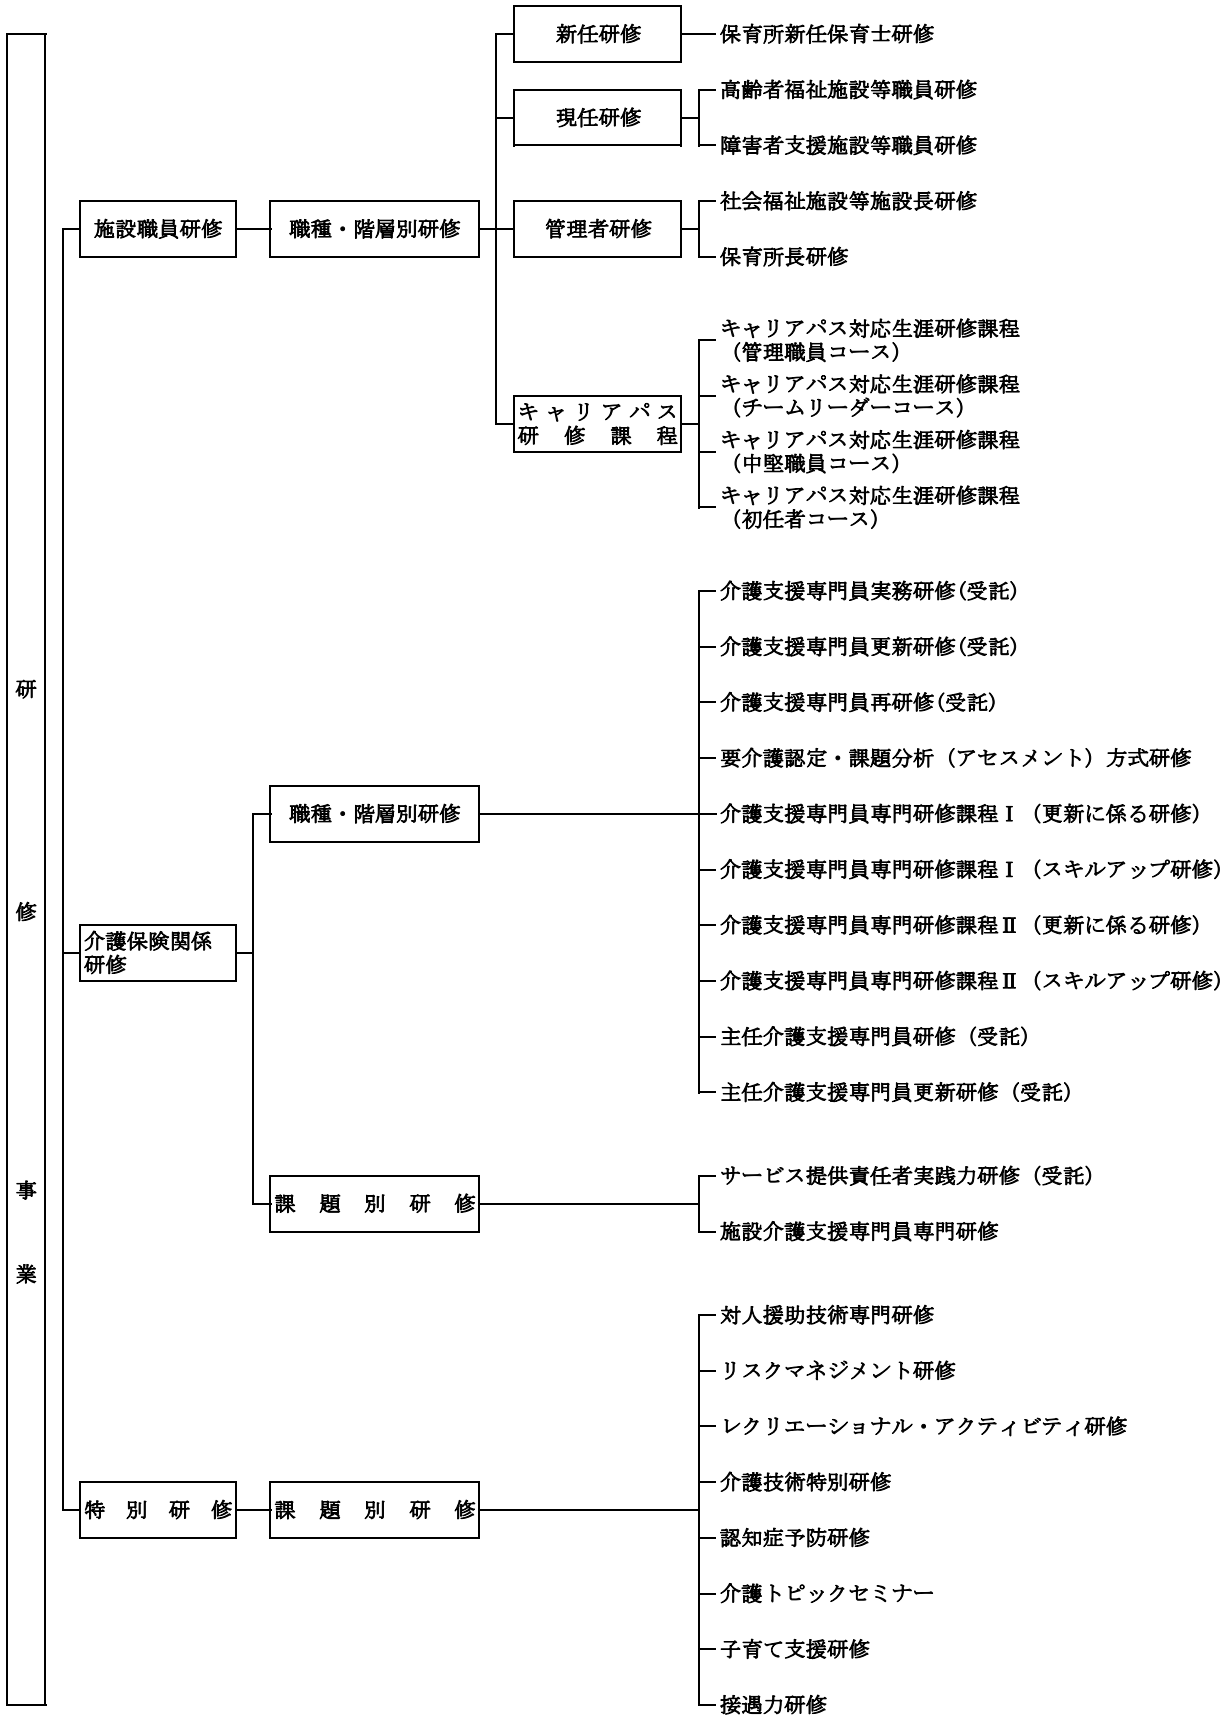 研修事業
施設職員研修
職種・階層別研修
新任研修
保育所新任保育士研修
現任研修
高齢者福祉施設等職員研修
障害者支援施設等職員研修
管理者研修
社会福祉施設等施設長研修
保育所長研修
キャリアパス
研修課程
キャリアパス対応生涯研修課程
（管理職員コース）
キャリアパス対応生涯研修課程
（チームリーダーコース）
キャリアパス対応生涯研修課程
（中堅職員コース）
キャリアパス対応生涯研修課程
（初任者コース）
介護保険関係
研修
職種・階層別研修
介護支援専門員実務研修(受託)
介護支援専門員更新研修(受託)
介護支援専門員再研修(受託)
要介護認定・課題分析（アセスメント）方式研修
介護支援専門員専門研修課程Ⅰ（更新に係る研修）
介護支援専門員専門研修課程Ⅰ（スキルアップ研修）
介護支援専門員専門研修課程Ⅱ（更新に係る研修）
介護支援専門員専門研修課程Ⅱ（スキルアップ研修）
主任介護支援専門員研修（受託）
主任介護支援専門員更新研修（受託）
課題別研修
サービス提供責任者実践力研修（受託）
施設介護支援専門員専門研修
特別研修
課題別研修
対人援助技術専門研修
リスクマネジメント研修
レクリエーショナル・アクティビティ研修
介護技術特別研修
認知症予防研修
介護トピックセミナー
子育て支援研修
接遇力研修